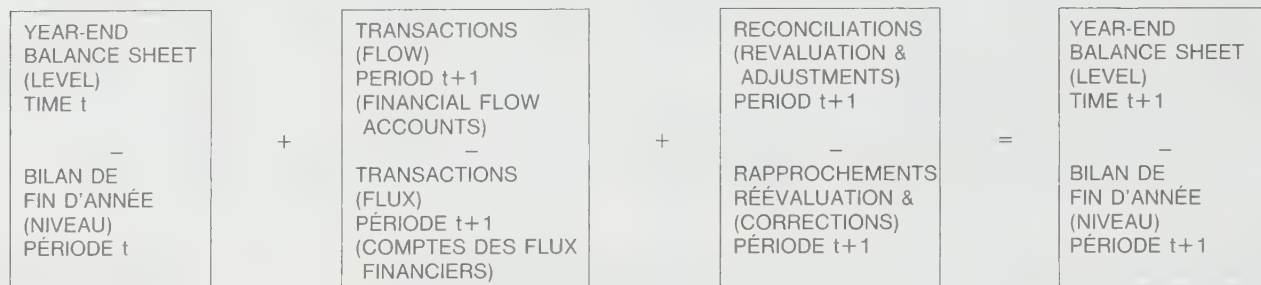 YEAR-END
BALANCE SHEET
(LEVEL)
TIME t
–
BILAN DE
FIN D'ANNÉE
(NIVEAU)
PÉRIODE t
+
TRANSACTIONS
(FLOW)
PERIOD t+1
(FINANCIAL FLOW
ACCOUNTS)
–
TRANSACTIONS
(FLUX)
PÉRIODE t+1
(COMPTES DES FLUX
FINANCIERS)
+
RECONCILIATIONS
(REVALUATION &
ADJUSTMENTS)
PERIOD t+1
–
RAPPROCHEMENTS
RÉÉVALUATION &
(CORRECTIONS)
PÉRIODE t+1
=
YEAR-END
BALANCE SHEET
(LEVEL)
TIME t+1
–
BILAN DE
FIN D'ANNÉE
(NIVEAU)
PÉRIODE t+1